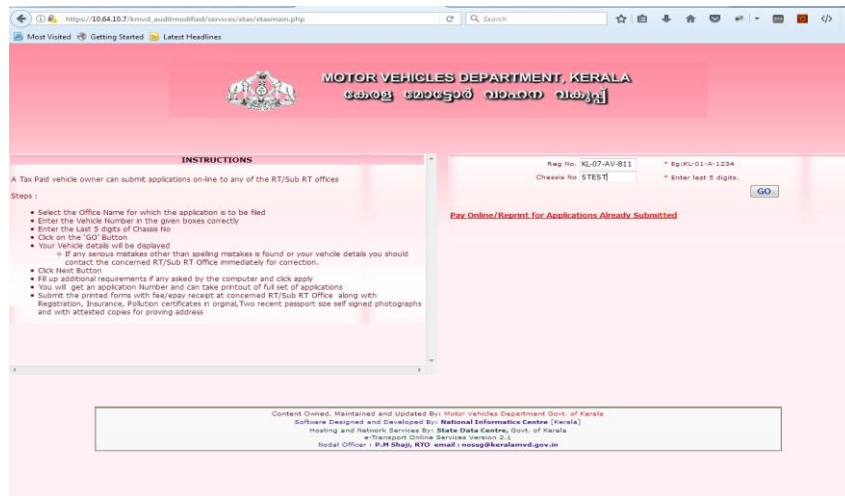 https://10.64.10.7/kmvd_auditmodified/services/etas/etasmain.php
Search
Most Visited Getting Started Latest Headlines
MOTOR VEHICLES DEPARTMENT, KERALA
കേരള മോട്ടോർ വാഹന വകുപ്പ്
INSTRUCTIONS
A Tax Paid vehicle owner can submit applications on-line to any of the RT/Sub RT offices
Steps :
Select the Office Name for which the application is to be filed
Enter the Vehicle Number in the given boxes correctly
Enter the Last 5 digits of Chassis No
Click on the 'GO' Button
Your Vehicle details will be displayed
If any serious mistakes other than spelling mistakes is found or your vehicle details you should
contact the concerned RT/Sub RT Office immediately for correction.
Click Next Button
Fill up additional requirements if any asked by the computer and click apply
You will get an application Number and can take printout of full set of applications
Submit the printed forms with fee/epay receipt at concerned RT/Sub RT Office along with
Registration, Insurance, Pollution certificates in orginal,Two recent passport size self signed photographs
and with attested copies for proving address
Reg No. KL-07-AV-811 * Eg:KL-01-A-1234
Chassis No STEST * Enter last 5 digits.
GO
Pay Online/Reprint for Applications Already Submitted
Content Owned, Maintained and Updated By: Motor Vehicles Department Govt. of Kerala
Software Designed and Developed By: National Informatics Centre [Kerala]
Hosting and Network Services By: State Data Centre, Govt. of Kerala
e-Transport Online Services Version 2.1
Nodal Officer : P.M Shaji, RTO email : nossg@keralamvd.gov.in